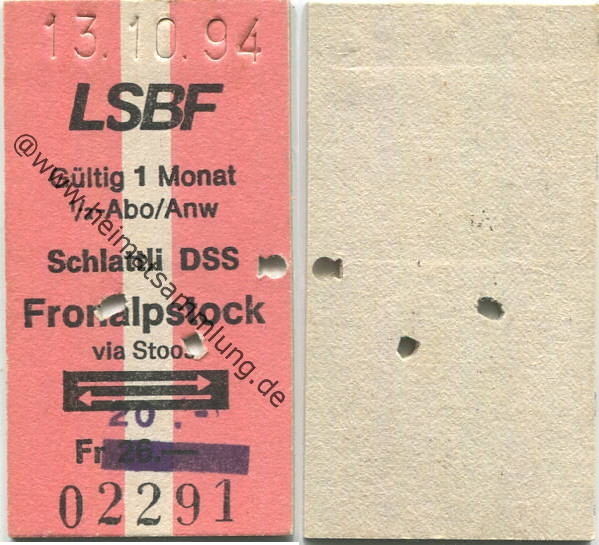 13.10.94
LSBF
Gültig 1 Monat
½-Abo/Anw
Schlattli DSS
Fronalpstock
via Stoos
20.-
Fr 26.—
02291
@www.heimatsammlung.de